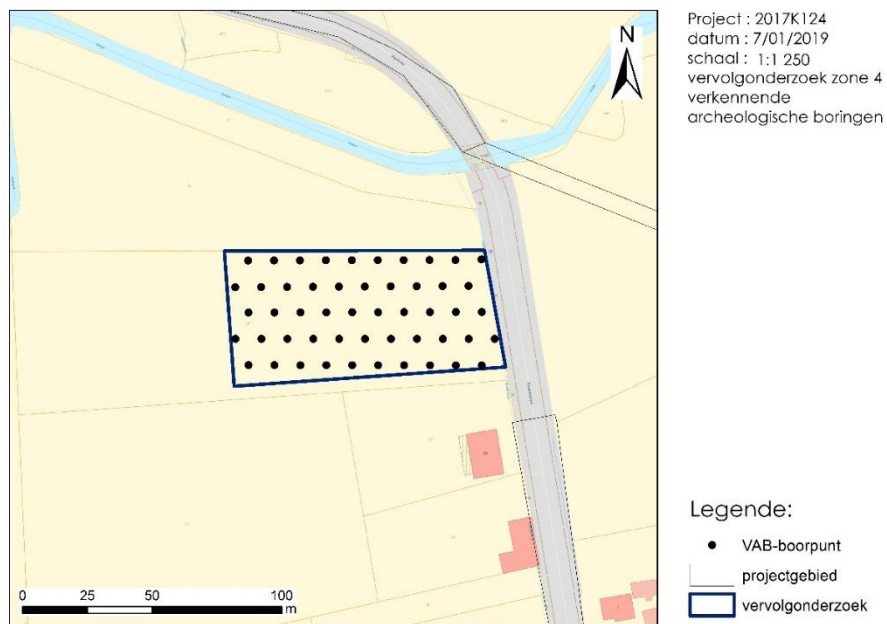 Project : 2017K124
datum : 7/01/2019
schaal : 1:1 250
vervolgonderzoek zone 4
verkennende
archeologische boringen
N
Legende:
VAB-boorpunt
projectgebied
vervolgonderzoek
0 25 50 100
m